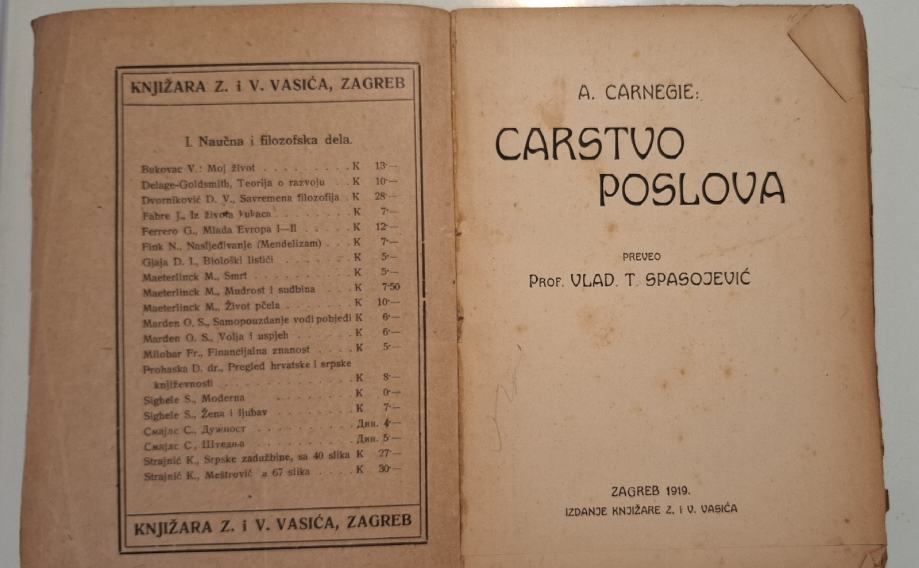 KNJIŽARA Z. i V. VASIĆA, ZAGREB
I. Naučna i filozofska dela.
Bukovac V.: Moj život . . . . . . . . . K 13·—
Delage-Goldsmith, Teorija o razvoju . . . K 10·—
Dvorniković D. V., Savremena filozofija . K 28·—
Fabre J., Iz života kukaca . . . . . . . . K 7·—
Ferrero G., Mlada Evropa I—II . . . . . K 12·—
Fink N., Nasljeđivanje (Mendelizam) . . . K 7·—
Gjaja D. I., Biološki listići . . . . . . . K 5·—
Maeterlinck M., Smrt . . . . . . . . . . K 5·—
Maeterlinck M., Mudrost i sudbina . . . K 7·50
Maeterlinck M., Život pčela . . . . . . . K 10·—
Marden O. S., Samopouzdanje vodi pobjedi K 6·—
Marden O. S., Volja i uspjeh . . . . . . K 6·—
Milobar Fr., Financijalna znanost . . . . K 5·—
Prohaska D. dr., Pregled hrvatske i srpske
književnosti . . . . . . . . . . . . . K 8·—
Sighele S., Moderna . . . . . . . . K
Sighele S., Žena i ljubav . . . . . . . . K 7·—
Смајлс С., Дужност . . . . . . . . Дин. 4·—
Смајлс С., Штедња . . . . . . . . Дин. 5·—
Strajnić K., Srpske zadužbine, sa 40 slika K 27·—
Strajnić K., Meštrović a 67 slika . . . . K 30·—
KNJIŽARA Z. i V. VASIĆA, ZAGREB
A. CARNEGIE:
CARSTVO
POSLOVA
PREVEO
PROF. VLAD. T. SPASOJEVIĆ
ZAGREB 1919.
IZDANJE KNJIŽARE Z. I V. VASIĆA